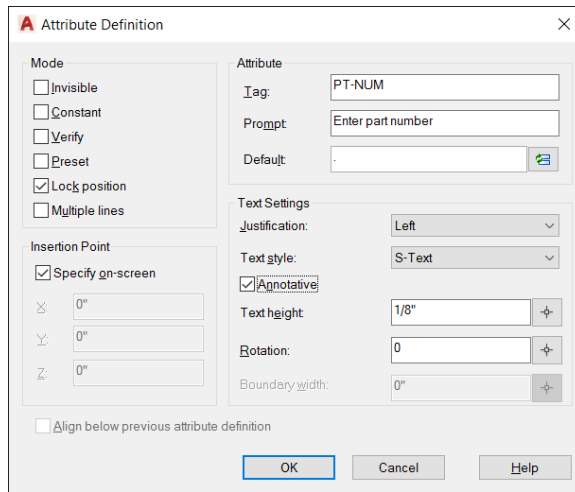 A Attribute Definition
Mode
Invisible
Constant
Verify
Preset
Lock position
Multiple lines
Insertion Point
Specify on-screen
X: 0"
Y: 0"
Z: 0"
Attribute
Tag: PT-NUM
Prompt: Enter part number
Default: .
Text Settings
Justification: Left
Text style: S-Text
Annotative
Text height: 1/8"
Rotation: 0
Boundary width: 0"
Align below previous attribute definition
OK Cancel Help